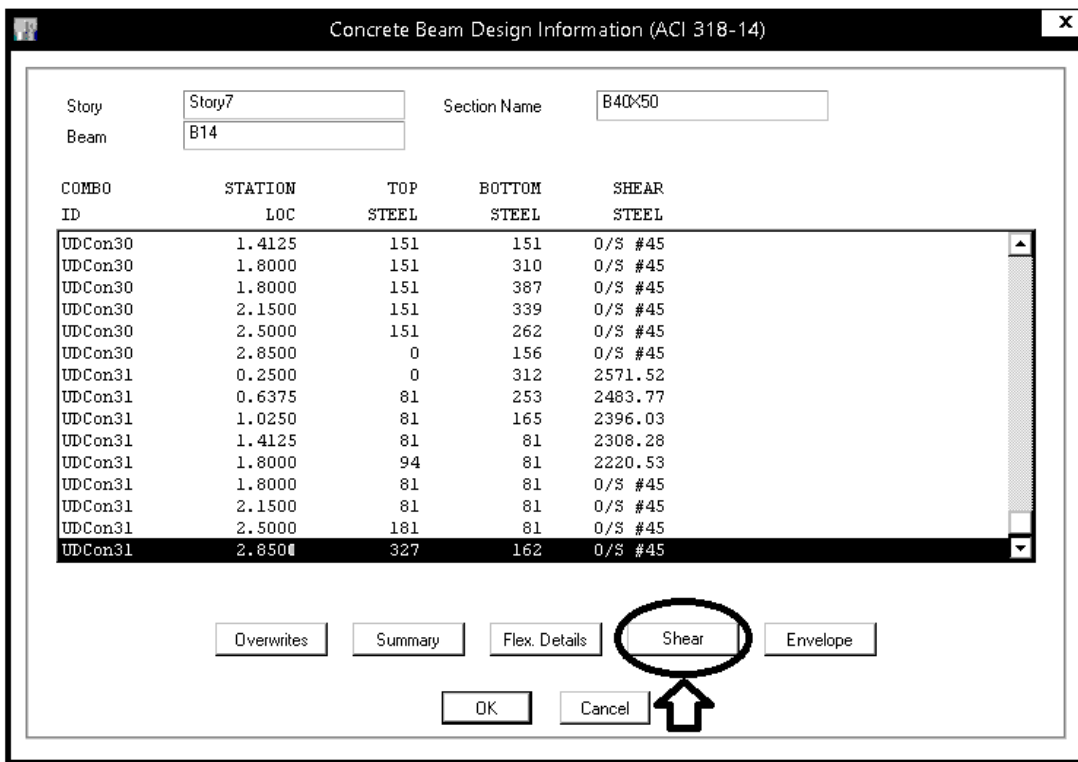 Concrete Beam Design Information (ACI 318-14) X
Story Story7 Section Name B40X50
Beam B14
COMBO STATION TOP BOTTOM SHEAR
ID LOC STEEL STEEL STEEL
UDCon30 1.4125 151 151 O/S #45
UDCon30 1.8000 151 310 O/S #45
UDCon30 1.8000 151 387 O/S #45
UDCon30 2.1500 151 339 O/S #45
UDCon30 2.5000 151 262 O/S #45
UDCon30 2.8500 0 156 O/S #45
UDCon31 0.2500 0 312 2571.52
UDCon31 0.6375 81 253 2483.77
UDCon31 1.0250 81 165 2396.03
UDCon31 1.4125 81 81 2308.28
UDCon31 1.8000 94 81 2220.53
UDCon31 1.8000 81 81 O/S #45
UDCon31 2.1500 81 81 O/S #45
UDCon31 2.5000 181 81 O/S #45
UDCon31 2.8500 327 162 O/S #45
Overwrites Summary Flex. Details Shear Envelope
OK Cancel